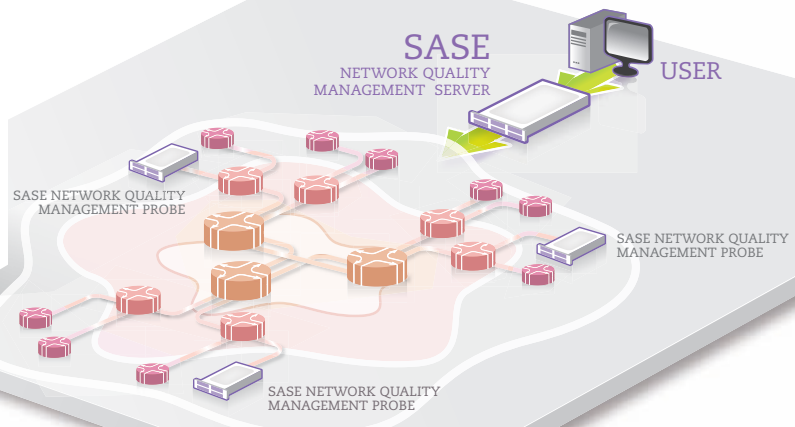 SASE
NETWORK QUALITY
MANAGEMENT SERVER
USER
SASE NETWORK QUALITY
MANAGEMENT PROBE
SASE NETWORK QUALITY
MANAGEMENT PROBE
SASE NETWORK QUALITY
MANAGEMENT PROBE